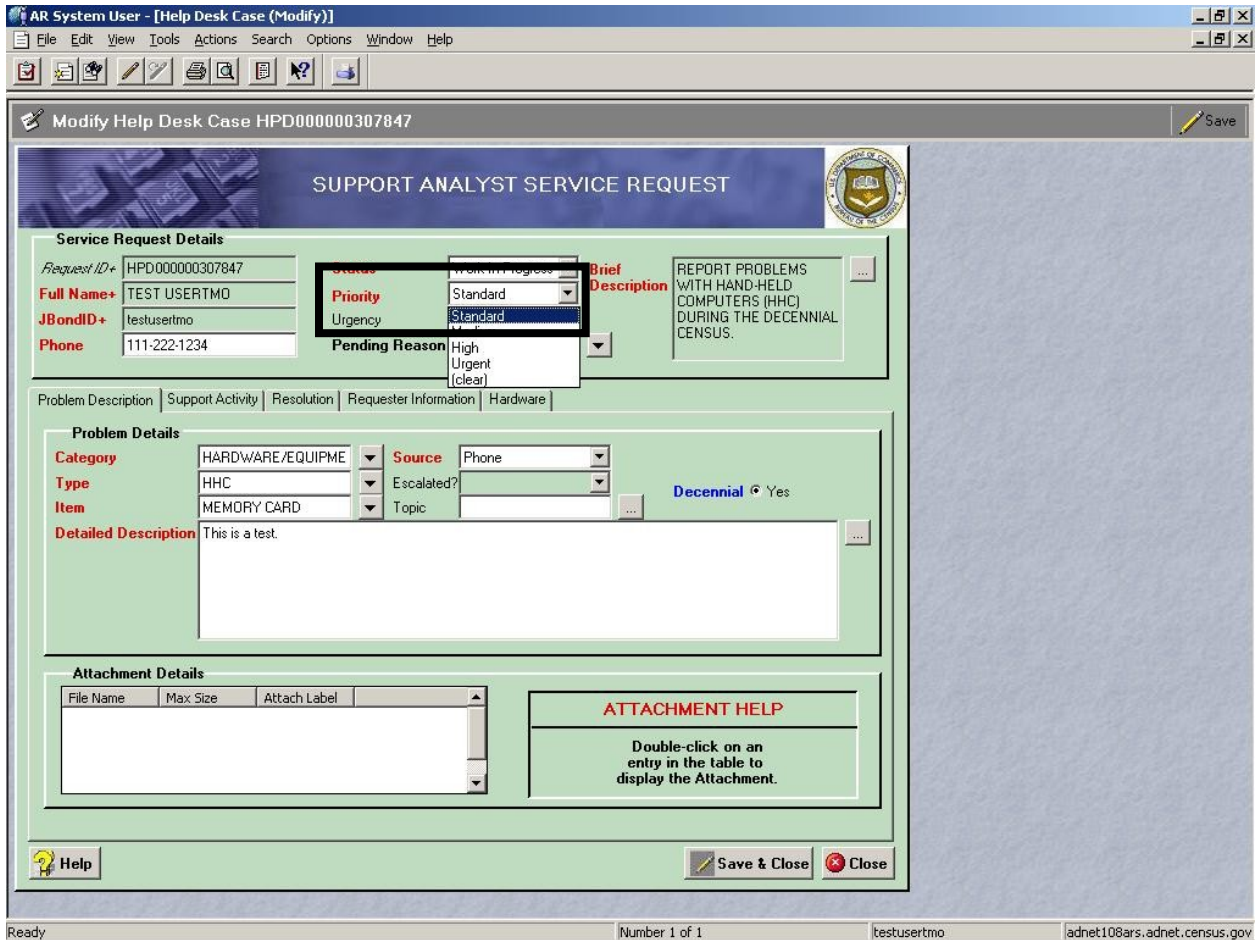 AR System User - [Help Desk Case (Modify)]
File Edit View Tools Actions Search Options Window Help
Modify Help Desk Case HPD000000307847
Save
SUPPORT ANALYST SERVICE REQUEST
Service Request Details
Request ID+ HPD000000307847
Full Name+ TEST USERTMO
JBondID+ testusertmo
Phone 111-222-1234
Status Work In Progress
Priority Standard
Urgency
Standard
Medium
High
Urgent
(clear)
Pending Reason
Brief
Description
REPORT PROBLEMS
WITH HAND-HELD
COMPUTERS (HHC)
DURING THE DECENNIAL
CENSUS.
...
Problem Description Support Activity Resolution Requester Information Hardware
Problem Details
Category HARDWARE/EQUIPME
Type HHC
Item MEMORY CARD
Source Phone
Escalated?
Topic ...
Decennial Yes
Detailed Description This is a test.
...
Attachment Details
File Name Max Size Attach Label
ATTACHMENT HELP
Double-click on an
entry in the table to
display the Attachment.
Help
Save & Close
Close
Ready Number 1 of 1 testusertmo adnet108ars.adnet.census.gov